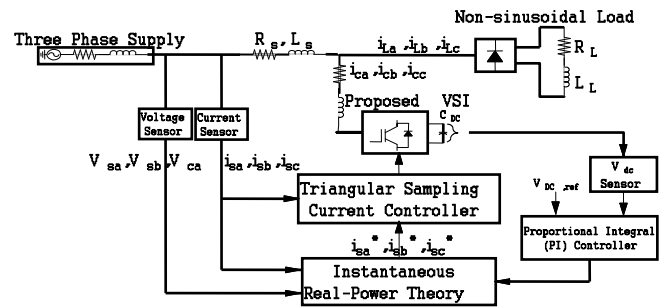 Non-sinusoidal Load
Three Phase Supply
R s, L s
i La ,i Lb ,i Lc
R L
L L
i ca ,i cb ,i cc
Proposed VSI
C DC
Voltage Sensor
Current Sensor
V sa ,V sb ,V ca
i sa ,i sb ,i sc
V dc Sensor
V DC ,ref
Triangular Sampling
Current Controller
Proportional Integral
(PI) Controller
i sa *,i sb *,i sc *
Instantaneous
Real-Power Theory